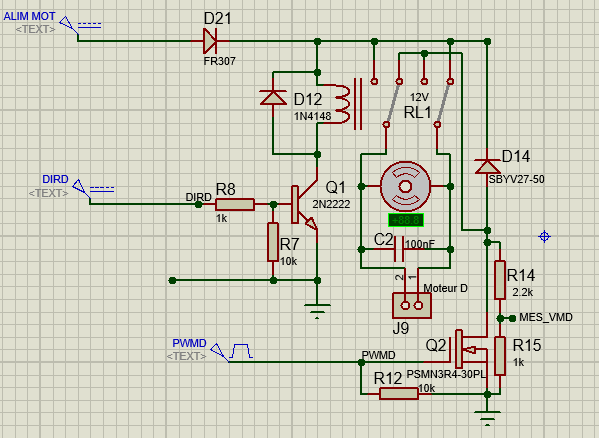 ALIM MOT
<TEXT>
D21
FR307
D12
1N4148
12V
RL1
D14
SBYV27-50
DIRD
<TEXT>
DIRD
R8
1k
Q1
2N2222
+88.8
R7
10k
C2
100nF
R14
2.2k
2
1
Moteur D
J9
MES_VMD
PWMD
<TEXT>
PWMD
Q2
R15
1k
PSMN3R4-30PL
R12
10k